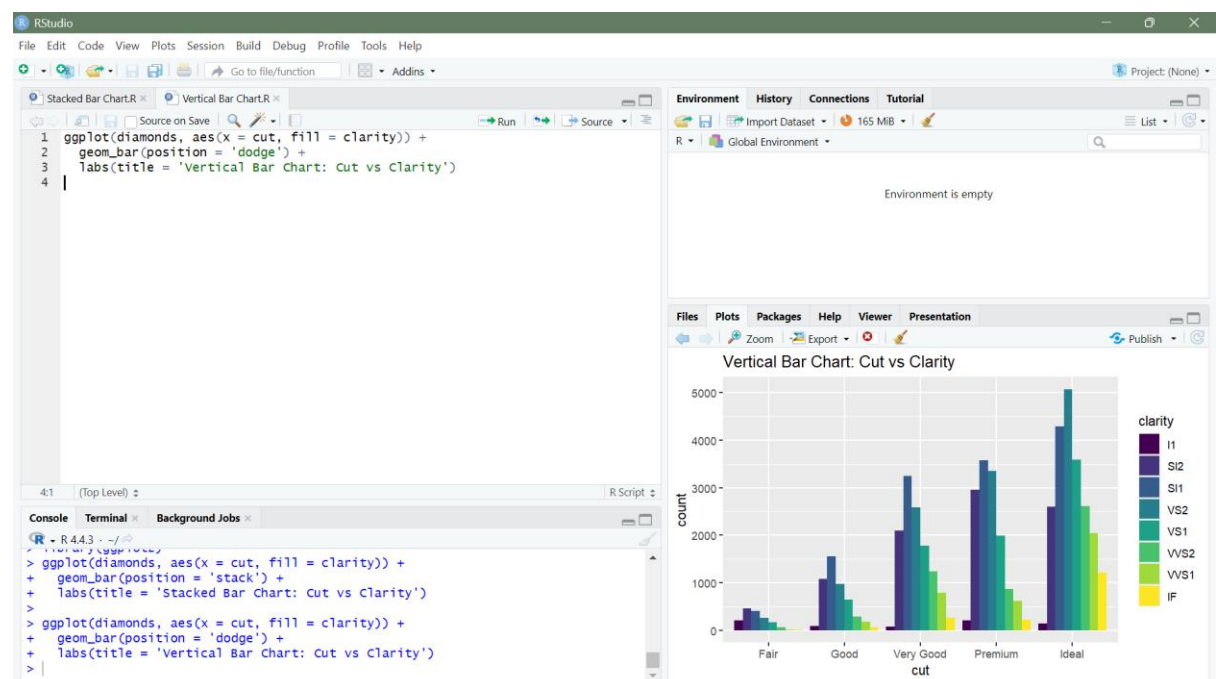 RStudio
File Edit Code View Plots Session Build Debug Profile Tools Help
Go to file/function Addins Project: (None)
Stacked Bar Chart.R Vertical Bar Chart.R
Source on Save Run Source
1 ggplot(diamonds, aes(x = cut, fill = clarity)) +
2 geom_bar(position = 'dodge') +
3 labs(title = 'Vertical Bar Chart: Cut vs Clarity')
4
4:1 (Top Level) R Script
Console Terminal Background Jobs
R 4.4.3 · ~/
> library(ggplot2)
> ggplot(diamonds, aes(x = cut, fill = clarity)) +
+ geom_bar(position = 'stack') +
+ labs(title = 'Stacked Bar Chart: Cut vs Clarity')
>
> ggplot(diamonds, aes(x = cut, fill = clarity)) +
+ geom_bar(position = 'dodge') +
+ labs(title = 'Vertical Bar Chart: Cut vs Clarity')
>
Environment History Connections Tutorial
Import Dataset 165 MiB List
R Global Environment
Environment is empty
Files Plots Packages Help Viewer Presentation
Zoom Export Publish
Vertical Bar Chart: Cut vs Clarity
5000
4000
3000
2000
1000
0
count
Fair Good Very Good Premium Ideal
cut
clarity
I1
SI2
SI1
VS2
VS1
VVS2
VVS1
IF